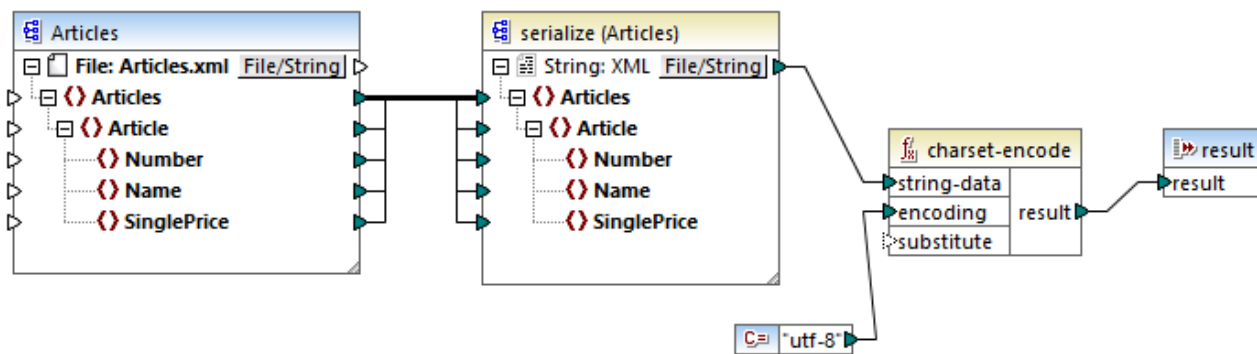 Articles
File: Articles.xml File/String
Articles
Article
Number
Name
SinglePrice
serialize (Articles)
String: XML File/String
Articles
Article
Number
Name
SinglePrice
fx charset-encode
string-data
encoding
substitute
result
result
result
C= "utf-8"